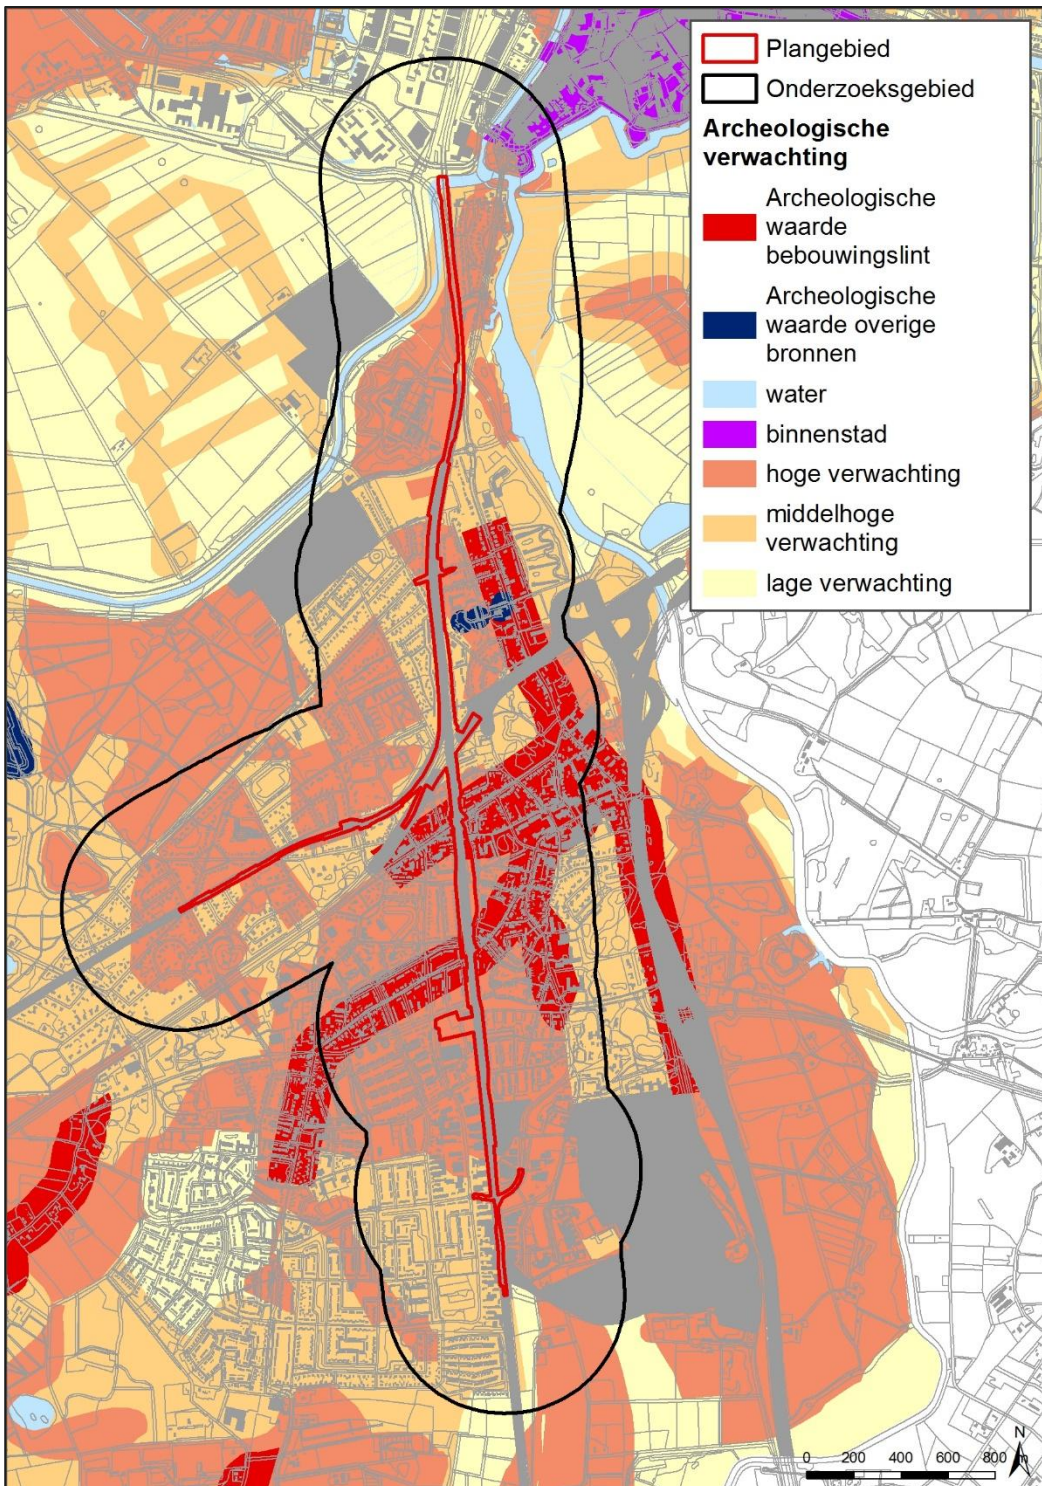 Plangebied
Onderzoeksgebied
Archeologische
verwachting
Archeologische
waarde
bebouwingslint
Archeologische
waarde overige
bronnen
water
binnenstad
hoge verwachting
middelhoge
verwachting
lage verwachting
N
0 200 400 600 800 m